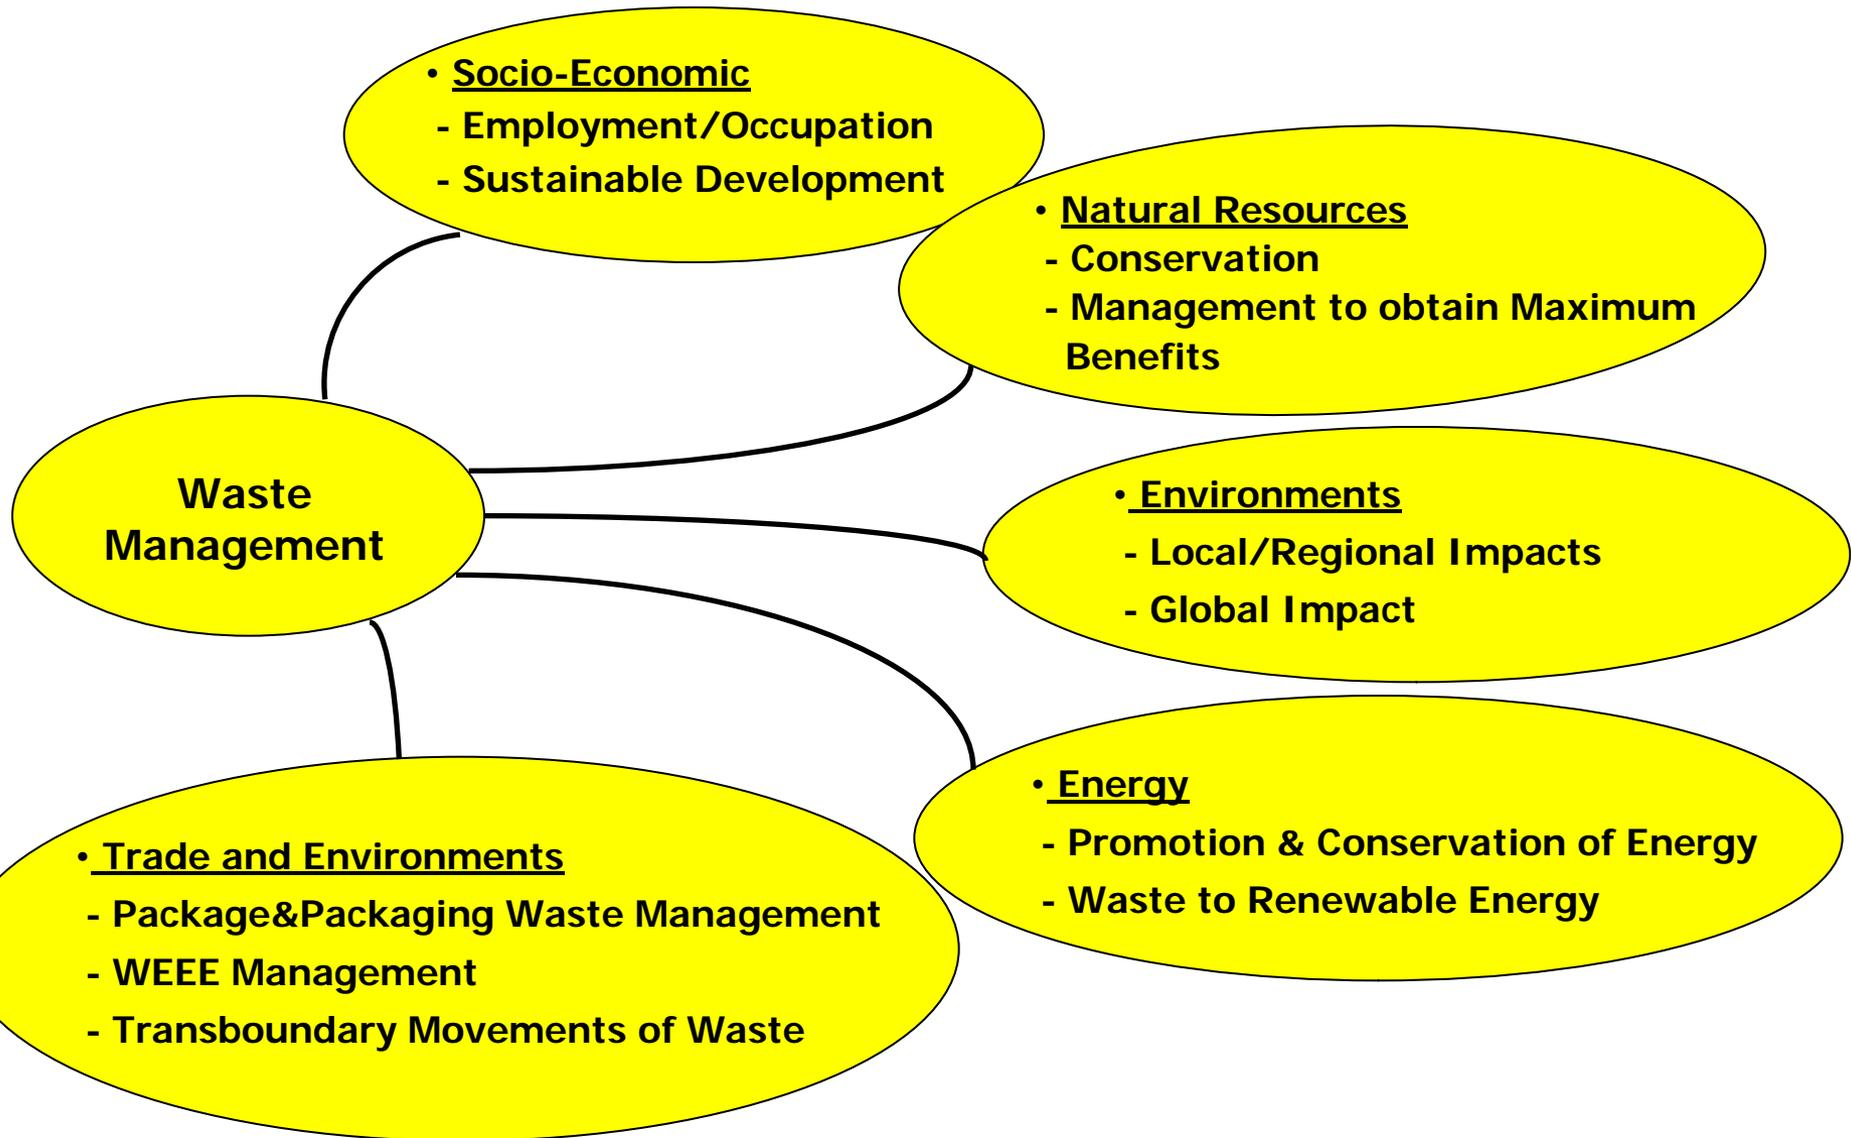 • Socio-Economic
- Employment/Occupation
- Sustainable Development
• Natural Resources
- Conservation
- Management to obtain Maximum
Benefits
Waste
Management
• Environments
- Local/Regional Impacts
- Global Impact
• Energy
- Promotion & Conservation of Energy
- Waste to Renewable Energy
• Trade and Environments
- Package&Packaging Waste Management
- WEEE Management
- Transboundary Movements of Waste